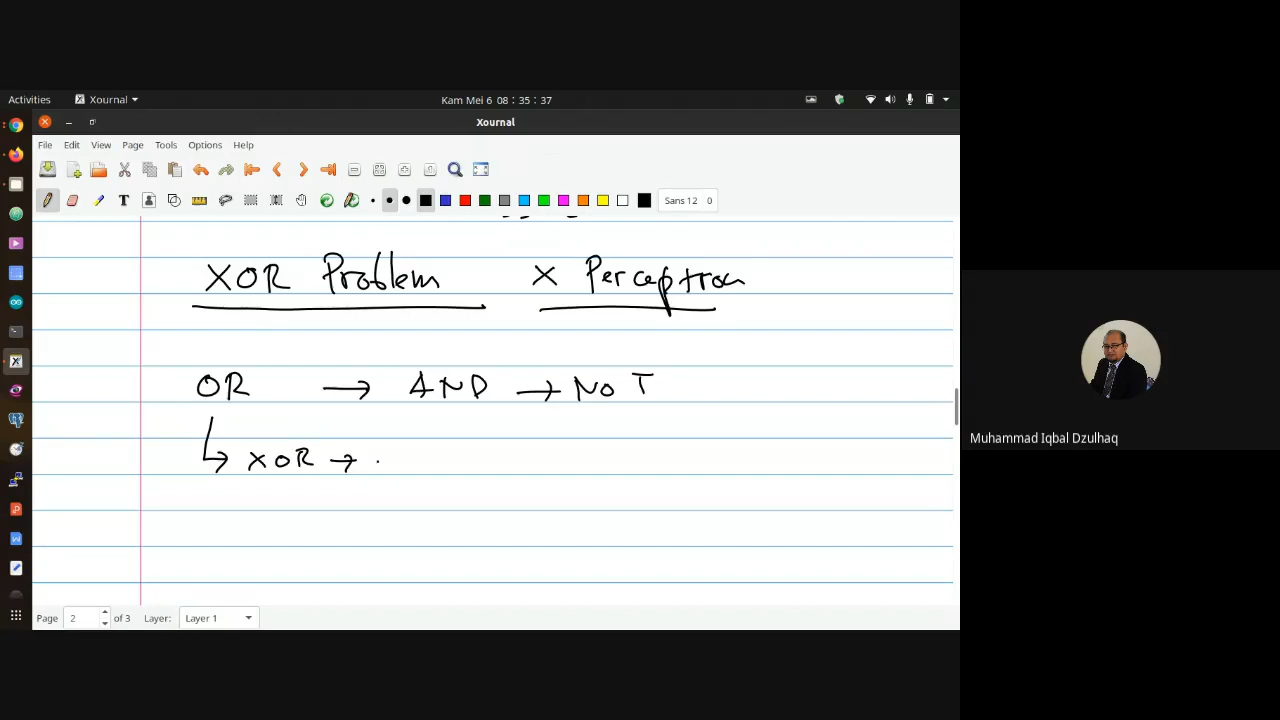 Activities Xournal Kam Mei 6 08:35:37
Xournal
File Edit View Page Tools Options Help
Sans 12 0
XOR Problem X Perceptron
OR → AND → NOT
↳ XOR →
Page 2 of 3 Layer: Layer 1
Muhammad Iqbal Dzulhaq